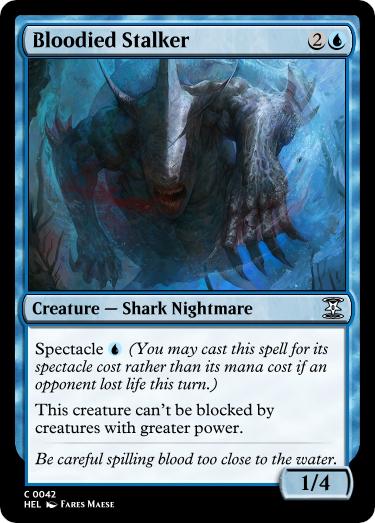 Bloodied Stalker 2
Creature — Shark Nightmare
Spectacle (You may cast this spell for its
spectacle cost rather than its mana cost if an
opponent lost life this turn.)
This creature can't be blocked by
creatures with greater power.
Be careful spilling blood too close to the water.
1/4
C 0042
HEL Fares Maese